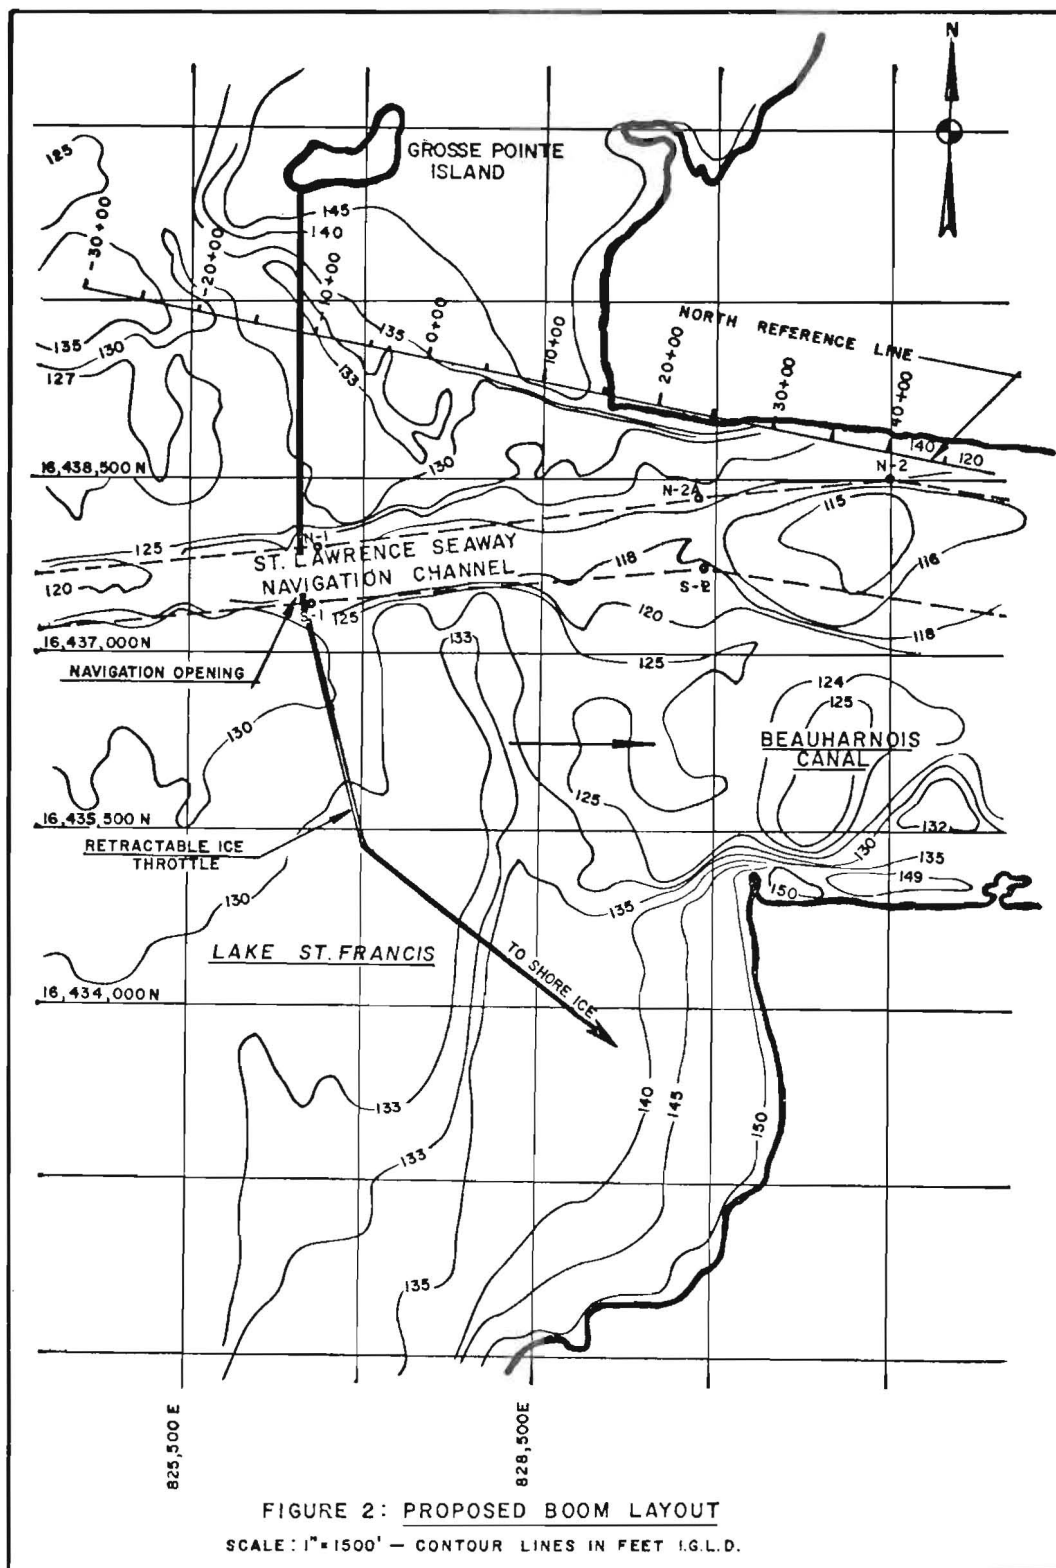 N
GROSSE POINTE
ISLAND
125
145
140
-30+00
-20+00
-10+00
0+00
10+00
20+00
30+00
40+00
NORTH REFERENCE LINE
135
130
127
135
133
130
140
120
16,438,500 N
N-2
N-2A
115
125
N-1
ST. LAWRENCE SEAWAY
NAVIGATION CHANNEL
118
116
120
S-1
125
120
118
16,437,000 N
133
125
NAVIGATION OPENING
124
125
130
BEAUHARNOIS
CANAL
125
16,435,500 N
132
130
RETRACTABLE ICE
THROTTLE
135
149
150
130
135
LAKE ST. FRANCIS
TO SHORE ICE
16,434,000 N
133
140
145
150
133
135
825,500 E
828,500E
FIGURE 2: PROPOSED BOOM LAYOUT
SCALE: 1"=1500' — CONTOUR LINES IN FEET I.G.L.D.